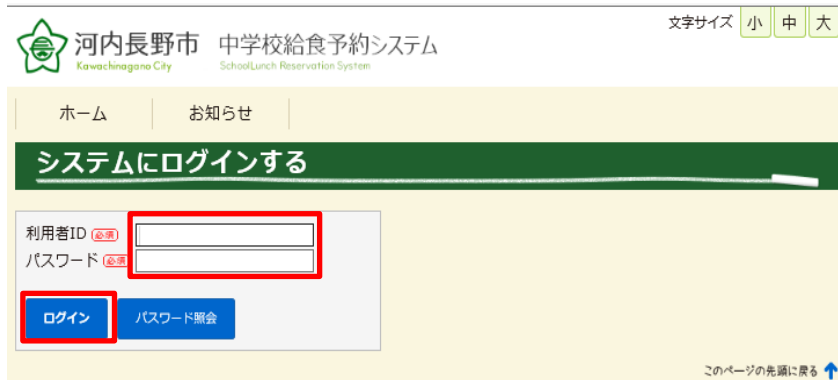 文字サイズ 小 中 大
河内長野市 中学校給食予約システム
Kawachinagano City SchoolLunch Reservation System
ホーム お知らせ
システムにログインする
利用者ID 必須
パスワード 必須
ログイン パスワード照会
このページの先頭に戻る